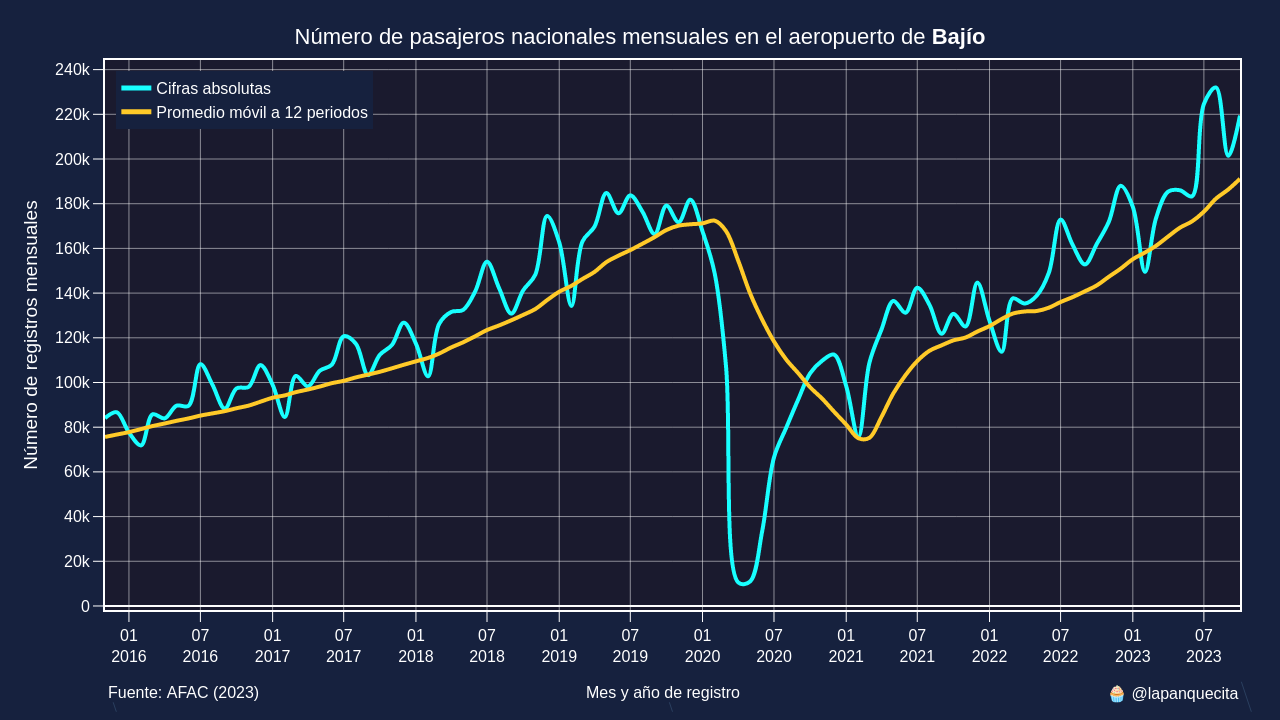 Número de pasajeros nacionales mensuales en el aeropuerto de Bajío
Cifras absolutas
Promedio móvil a 12 periodos
Número de registros mensuales
240k
220k
200k
180k
160k
140k
120k
100k
80k
60k
40k
20k
0
01 07 01 07 01 07 01 07 01 07 01 07 01 07 01 07
2016 2016 2017 2017 2018 2018 2019 2019 2020 2020 2021 2021 2022 2022 2023 2023
Fuente: AFAC (2023) Mes y año de registro 🧁 @lapanquecita